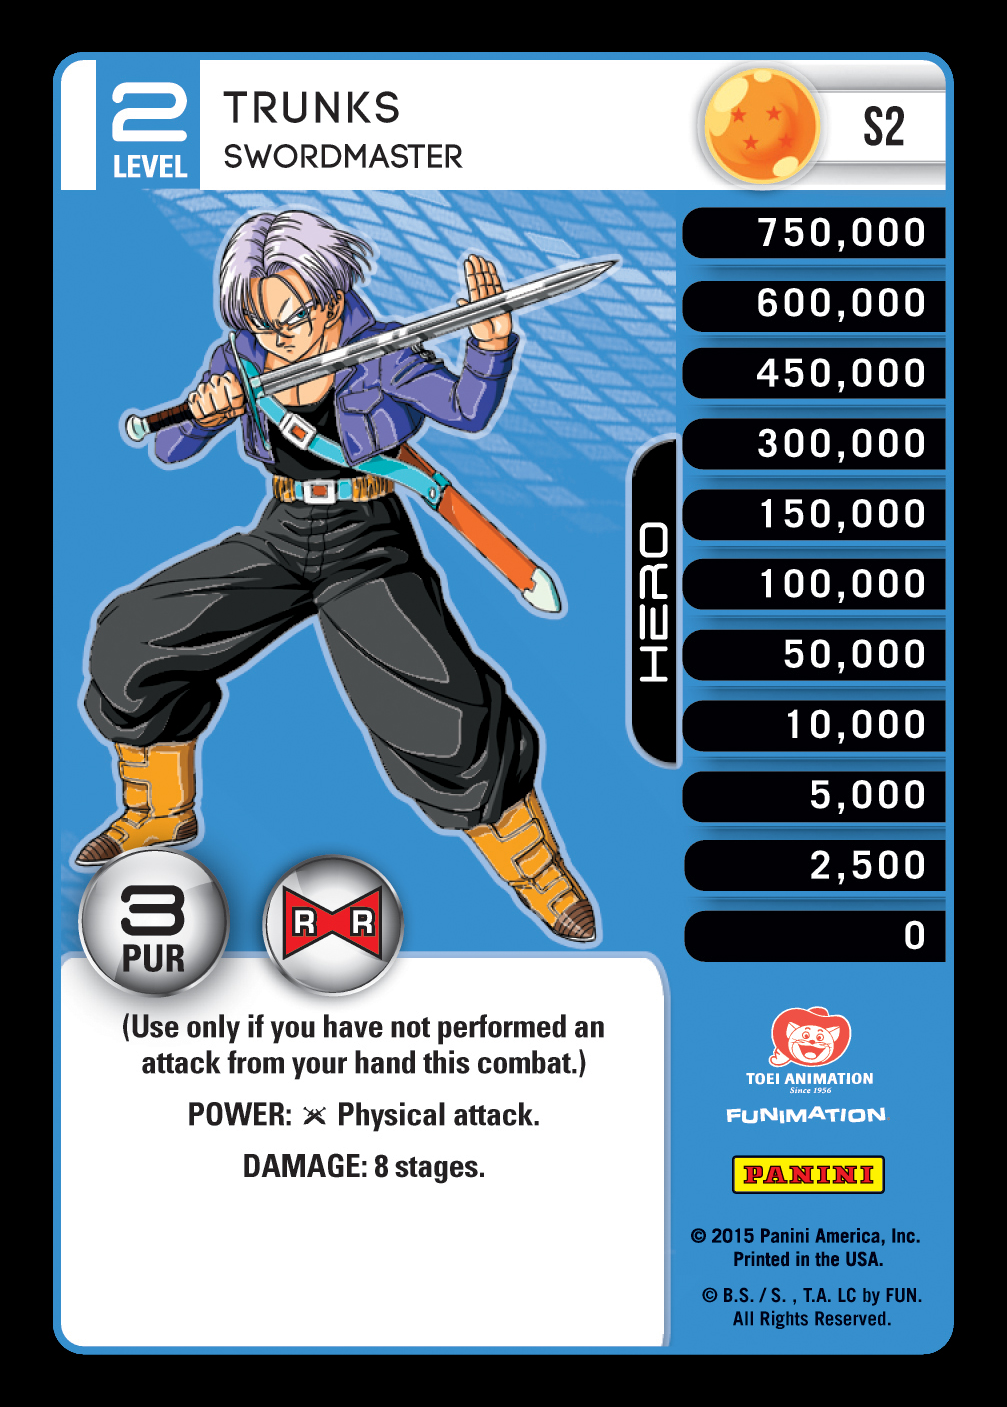 2
LEVEL
TRUNKS
SWORDMASTER
S2
750,000
600,000
450,000
300,000
150,000
100,000
50,000
10,000
5,000
2,500
0
HERO
3
PUR
R R
(Use only if you have not performed an
attack from your hand this combat.)
POWER: Physical attack.
DAMAGE: 8 stages.
TOEI ANIMATION
Since 1956
FUNIMATION
PANINI
© 2015 Panini America, Inc.
Printed in the USA.
© B.S. / S. , T.A. LC by FUN.
All Rights Reserved.